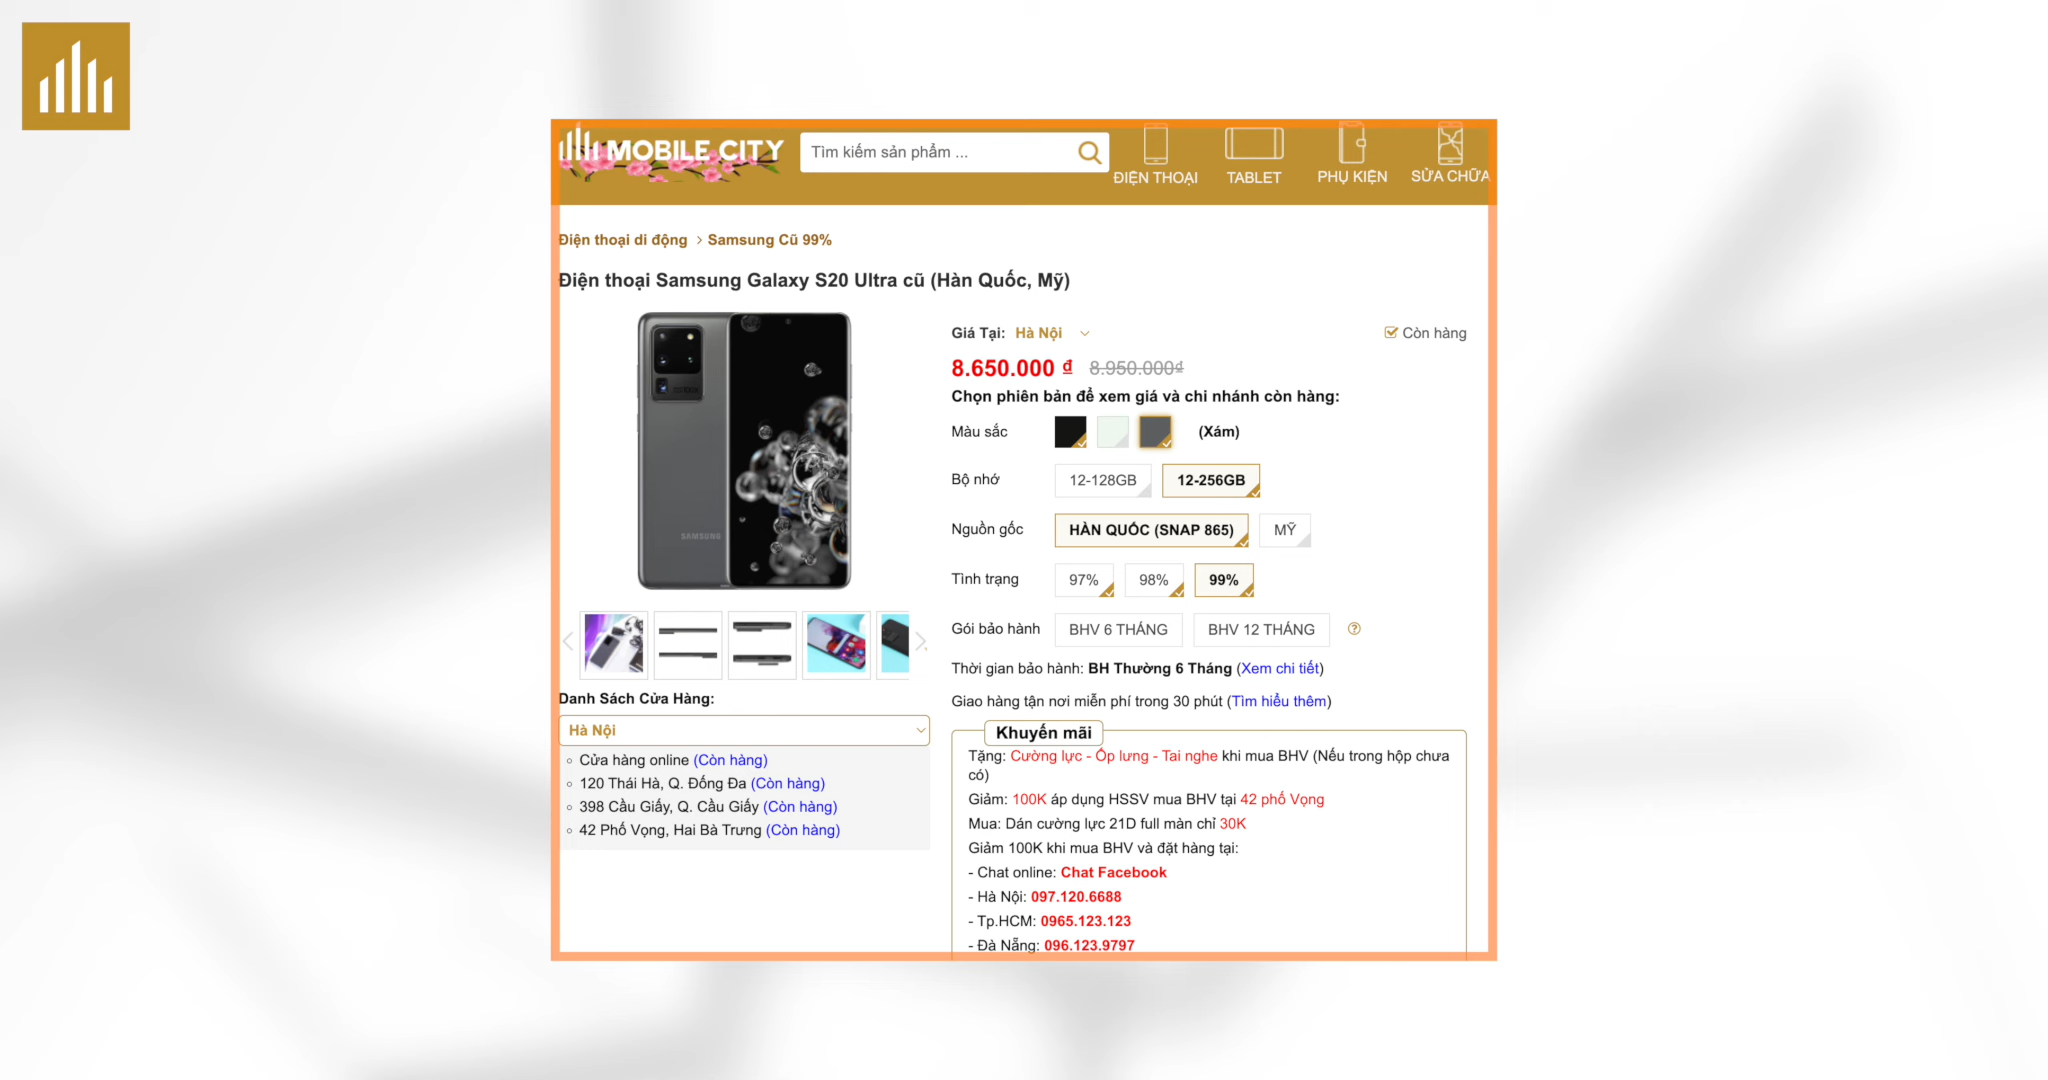 MOBILE CITY
Tìm kiếm sản phẩm ...
ĐIỆN THOẠI
TABLET
PHỤ KIỆN
SỬA CHỮA
Điện thoại di động > Samsung Cũ 99%
Điện thoại Samsung Galaxy S20 Ultra cũ (Hàn Quốc, Mỹ)
SAMSUNG
Danh Sách Cửa Hàng:
Hà Nội
Cửa hàng online (Còn hàng)
120 Thái Hà, Q. Đống Đa (Còn hàng)
398 Cầu Giấy, Q. Cầu Giấy (Còn hàng)
42 Phố Vọng, Hai Bà Trưng (Còn hàng)
Giá Tại: Hà Nội
Còn hàng
8.650.000 ₫ 8.950.000₫
Chọn phiên bản để xem giá và chi nhánh còn hàng:
Màu sắc (Xám)
Bộ nhớ 12-128GB 12-256GB
Nguồn gốc HÀN QUỐC (SNAP 865) MỸ
Tình trạng 97% 98% 99%
Gói bảo hành BHV 6 THÁNG BHV 12 THÁNG ?
Thời gian bảo hành: BH Thường 6 Tháng (Xem chi tiết)
Giao hàng tận nơi miễn phí trong 30 phút (Tìm hiểu thêm)
Khuyến mãi
Tặng: Cường lực - Ốp lưng - Tai nghe khi mua BHV (Nếu trong hộp chưa
có)
Giảm: 100K áp dụng HSSV mua BHV tại 42 phố Vọng
Mua: Dán cường lực 21D full màn chỉ 30K
Giảm 100K khi mua BHV và đặt hàng tại:
- Chat online: Chat Facebook
- Hà Nội: 097.120.6688
- Tp.HCM: 0965.123.123
- Đà Nẵng: 096.123.9797